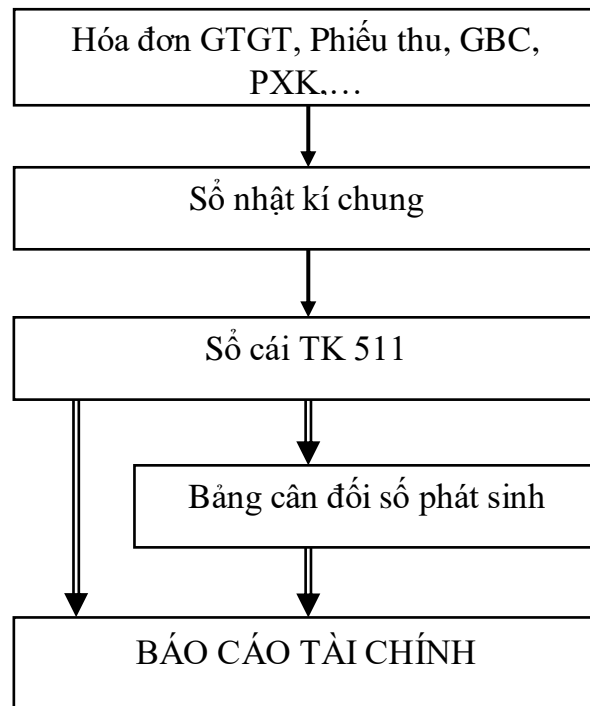 Hóa đơn GTGT, Phiếu thu, GBC,
PXK,…
Sổ nhật kí chung
Sổ cái TK 511
Bảng cân đối số phát sinh
BÁO CÁO TÀI CHÍNH